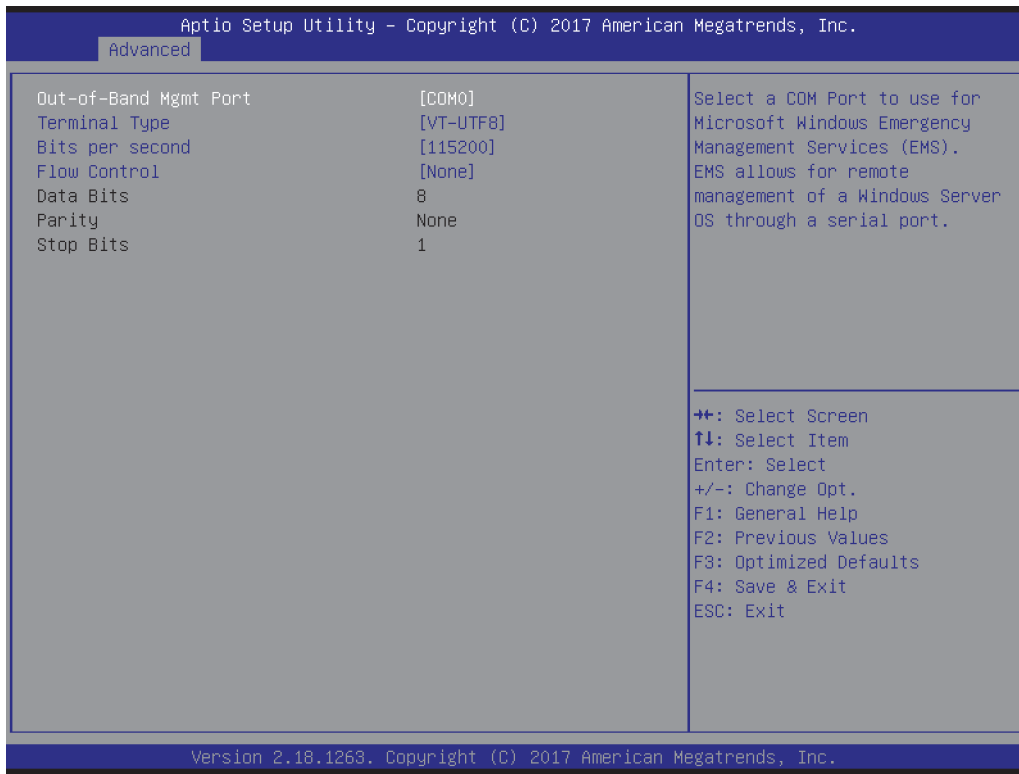 Aptio Setup Utility – Copyright (C) 2017 American Megatrends, Inc.
Advanced
Out-of-Band Mgmt Port [COM0]
Terminal Type [VT-UTF8]
Bits per second [115200]
Flow Control [None]
Data Bits 8
Parity None
Stop Bits 1
Select a COM Port to use for
Microsoft Windows Emergency
Management Services (EMS).
EMS allows for remote
management of a Windows Server
OS through a serial port.
→←: Select Screen
↑↓: Select Item
Enter: Select
+/-: Change Opt.
F1: General Help
F2: Previous Values
F3: Optimized Defaults
F4: Save & Exit
ESC: Exit
Version 2.18.1263. Copyright (C) 2017 American Megatrends, Inc.